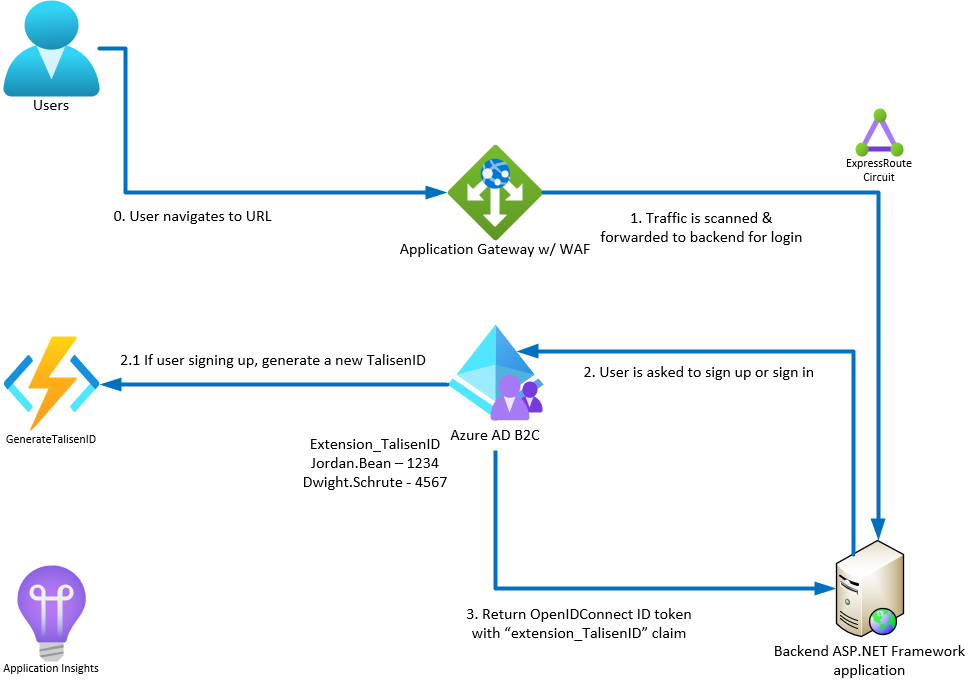 Users
ExpressRoute
Circuit
0. User navigates to URL
1. Traffic is scanned &
forwarded to backend for login
Application Gateway w/ WAF
2.1 If user signing up, generate a new TalisenID
2. User is asked to sign up or sign in
GenerateTalisenID
Azure AD B2C
Extension_TalisenID
Jordan.Bean – 1234
Dwight.Schrute - 4567
3. Return OpenIDConnect ID token
with “extension_TalisenID” claim
Application Insights
Backend ASP.NET Framework
application